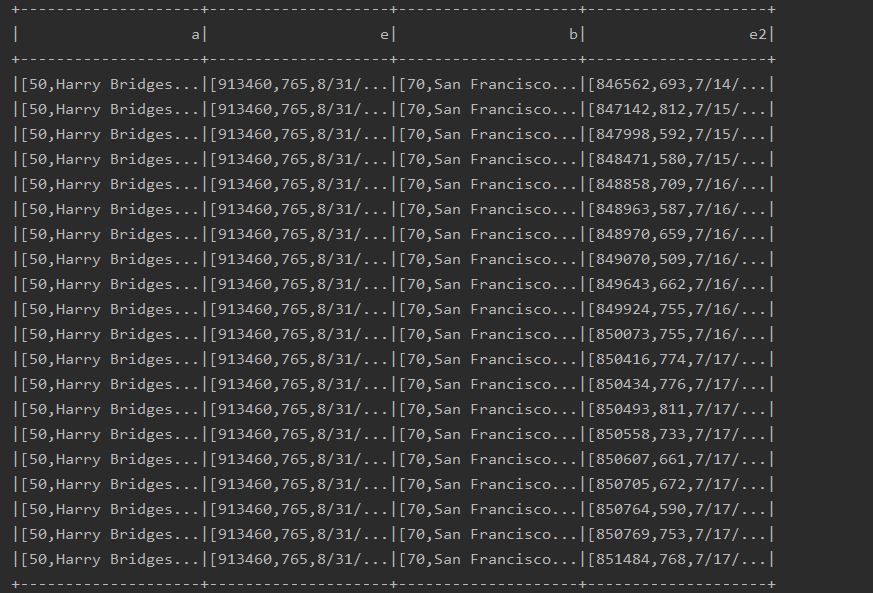 +--------------------+--------------------+--------------------+--------------------+
|                   a|                   e|                   b|                  e2|
+--------------------+--------------------+--------------------+--------------------+
|[50,Harry Bridges...|[913460,765,8/31/...|[70,San Francisco...|[846562,693,7/14/...|
|[50,Harry Bridges...|[913460,765,8/31/...|[70,San Francisco...|[847142,812,7/15/...|
|[50,Harry Bridges...|[913460,765,8/31/...|[70,San Francisco...|[847998,592,7/15/...|
|[50,Harry Bridges...|[913460,765,8/31/...|[70,San Francisco...|[848471,580,7/15/...|
|[50,Harry Bridges...|[913460,765,8/31/...|[70,San Francisco...|[848858,709,7/16/...|
|[50,Harry Bridges...|[913460,765,8/31/...|[70,San Francisco...|[848963,587,7/16/...|
|[50,Harry Bridges...|[913460,765,8/31/...|[70,San Francisco...|[848970,659,7/16/...|
|[50,Harry Bridges...|[913460,765,8/31/...|[70,San Francisco...|[849070,509,7/16/...|
|[50,Harry Bridges...|[913460,765,8/31/...|[70,San Francisco...|[849643,662,7/16/...|
|[50,Harry Bridges...|[913460,765,8/31/...|[70,San Francisco...|[849924,755,7/16/...|
|[50,Harry Bridges...|[913460,765,8/31/...|[70,San Francisco...|[850073,755,7/16/...|
|[50,Harry Bridges...|[913460,765,8/31/...|[70,San Francisco...|[850416,774,7/17/...|
|[50,Harry Bridges...|[913460,765,8/31/...|[70,San Francisco...|[850434,776,7/17/...|
|[50,Harry Bridges...|[913460,765,8/31/...|[70,San Francisco...|[850493,811,7/17/...|
|[50,Harry Bridges...|[913460,765,8/31/...|[70,San Francisco...|[850558,733,7/17/...|
|[50,Harry Bridges...|[913460,765,8/31/...|[70,San Francisco...|[850607,661,7/17/...|
|[50,Harry Bridges...|[913460,765,8/31/...|[70,San Francisco...|[850705,672,7/17/...|
|[50,Harry Bridges...|[913460,765,8/31/...|[70,San Francisco...|[850764,590,7/17/...|
|[50,Harry Bridges...|[913460,765,8/31/...|[70,San Francisco...|[850769,753,7/17/...|
|[50,Harry Bridges...|[913460,765,8/31/...|[70,San Francisco...|[851484,768,7/17/...|
+--------------------+--------------------+--------------------+--------------------+